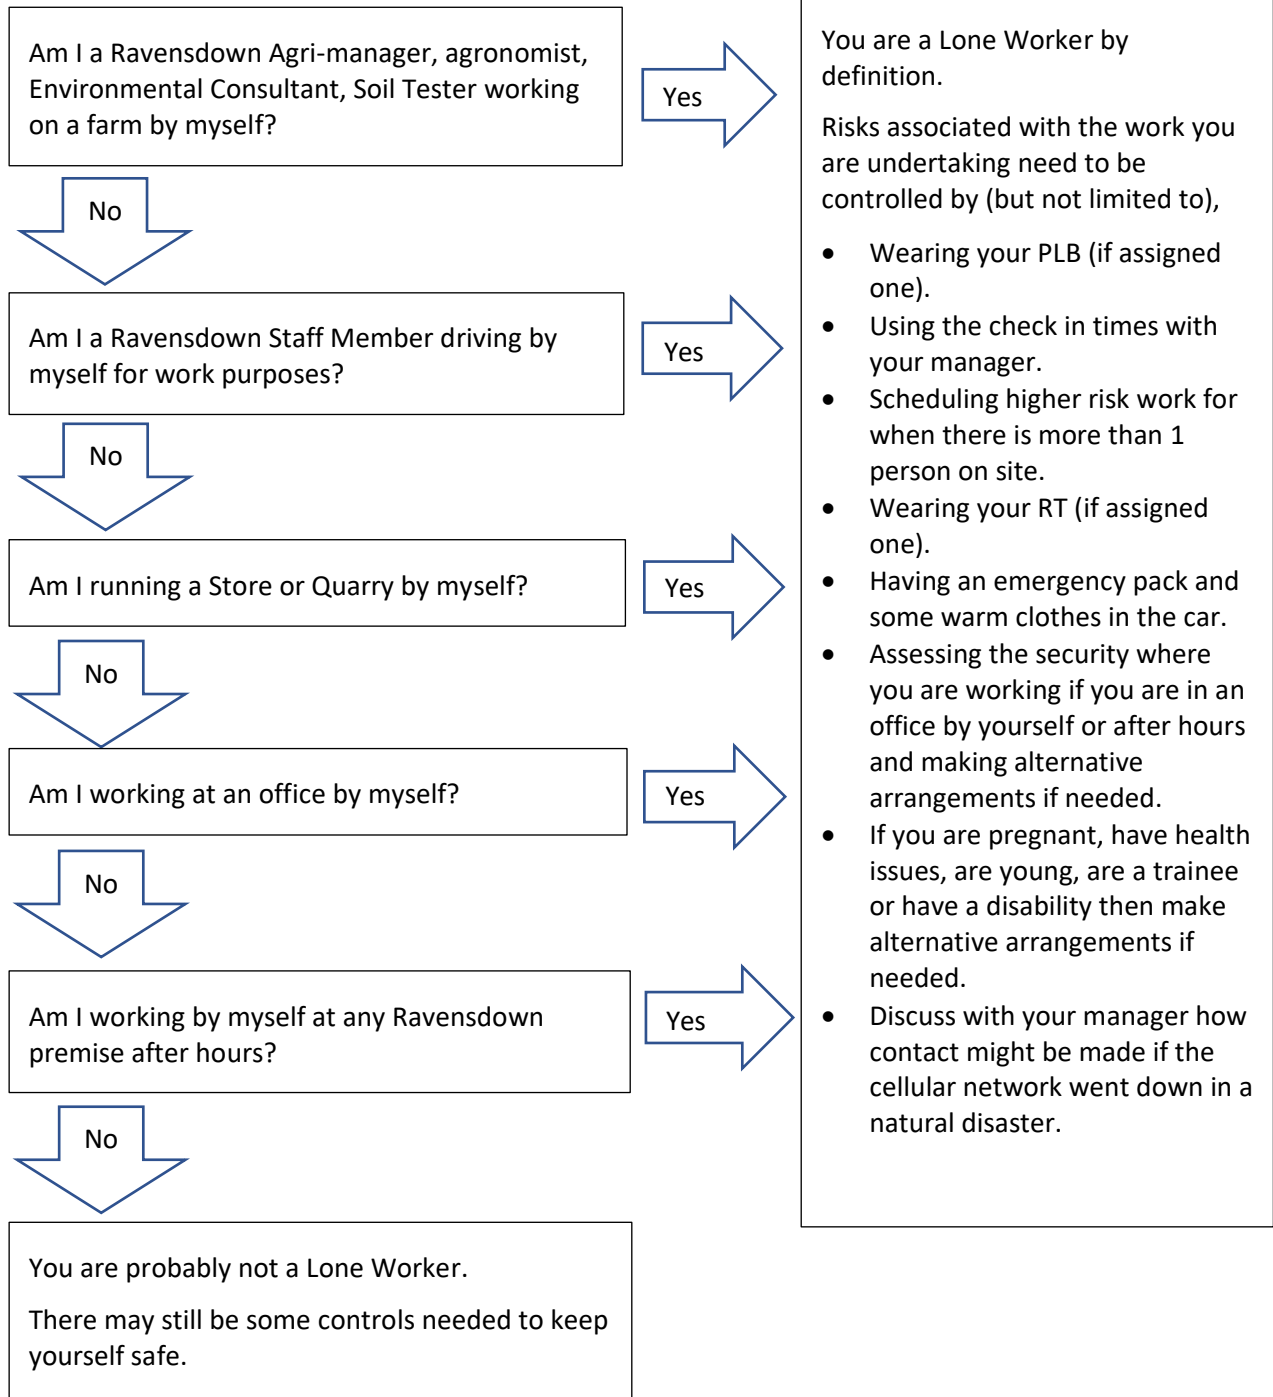 Am I a Ravensdown Agri-manager, agronomist,
Environmental Consultant, Soil Tester working
on a farm by myself?
Yes
No
Am I a Ravensdown Staff Member driving by
myself for work purposes?
Yes
No
Am I running a Store or Quarry by myself?
Yes
No
Am I working at an office by myself?
Yes
No
Am I working by myself at any Ravensdown
premise after hours?
Yes
No
You are probably not a Lone Worker.
There may still be some controls needed to keep
yourself safe.
You are a Lone Worker by
definition.
Risks associated with the work you
are undertaking need to be
controlled by (but not limited to),
• Wearing your PLB (if assigned
one).
• Using the check in times with
your manager.
• Scheduling higher risk work for
when there is more than 1
person on site.
• Wearing your RT (if assigned
one).
• Having an emergency pack and
some warm clothes in the car.
• Assessing the security where
you are working if you are in an
office by yourself or after hours
and making alternative
arrangements if needed.
• If you are pregnant, have health
issues, are young, are a trainee
or have a disability then make
alternative arrangements if
needed.
• Discuss with your manager how
contact might be made if the
cellular network went down in a
natural disaster.